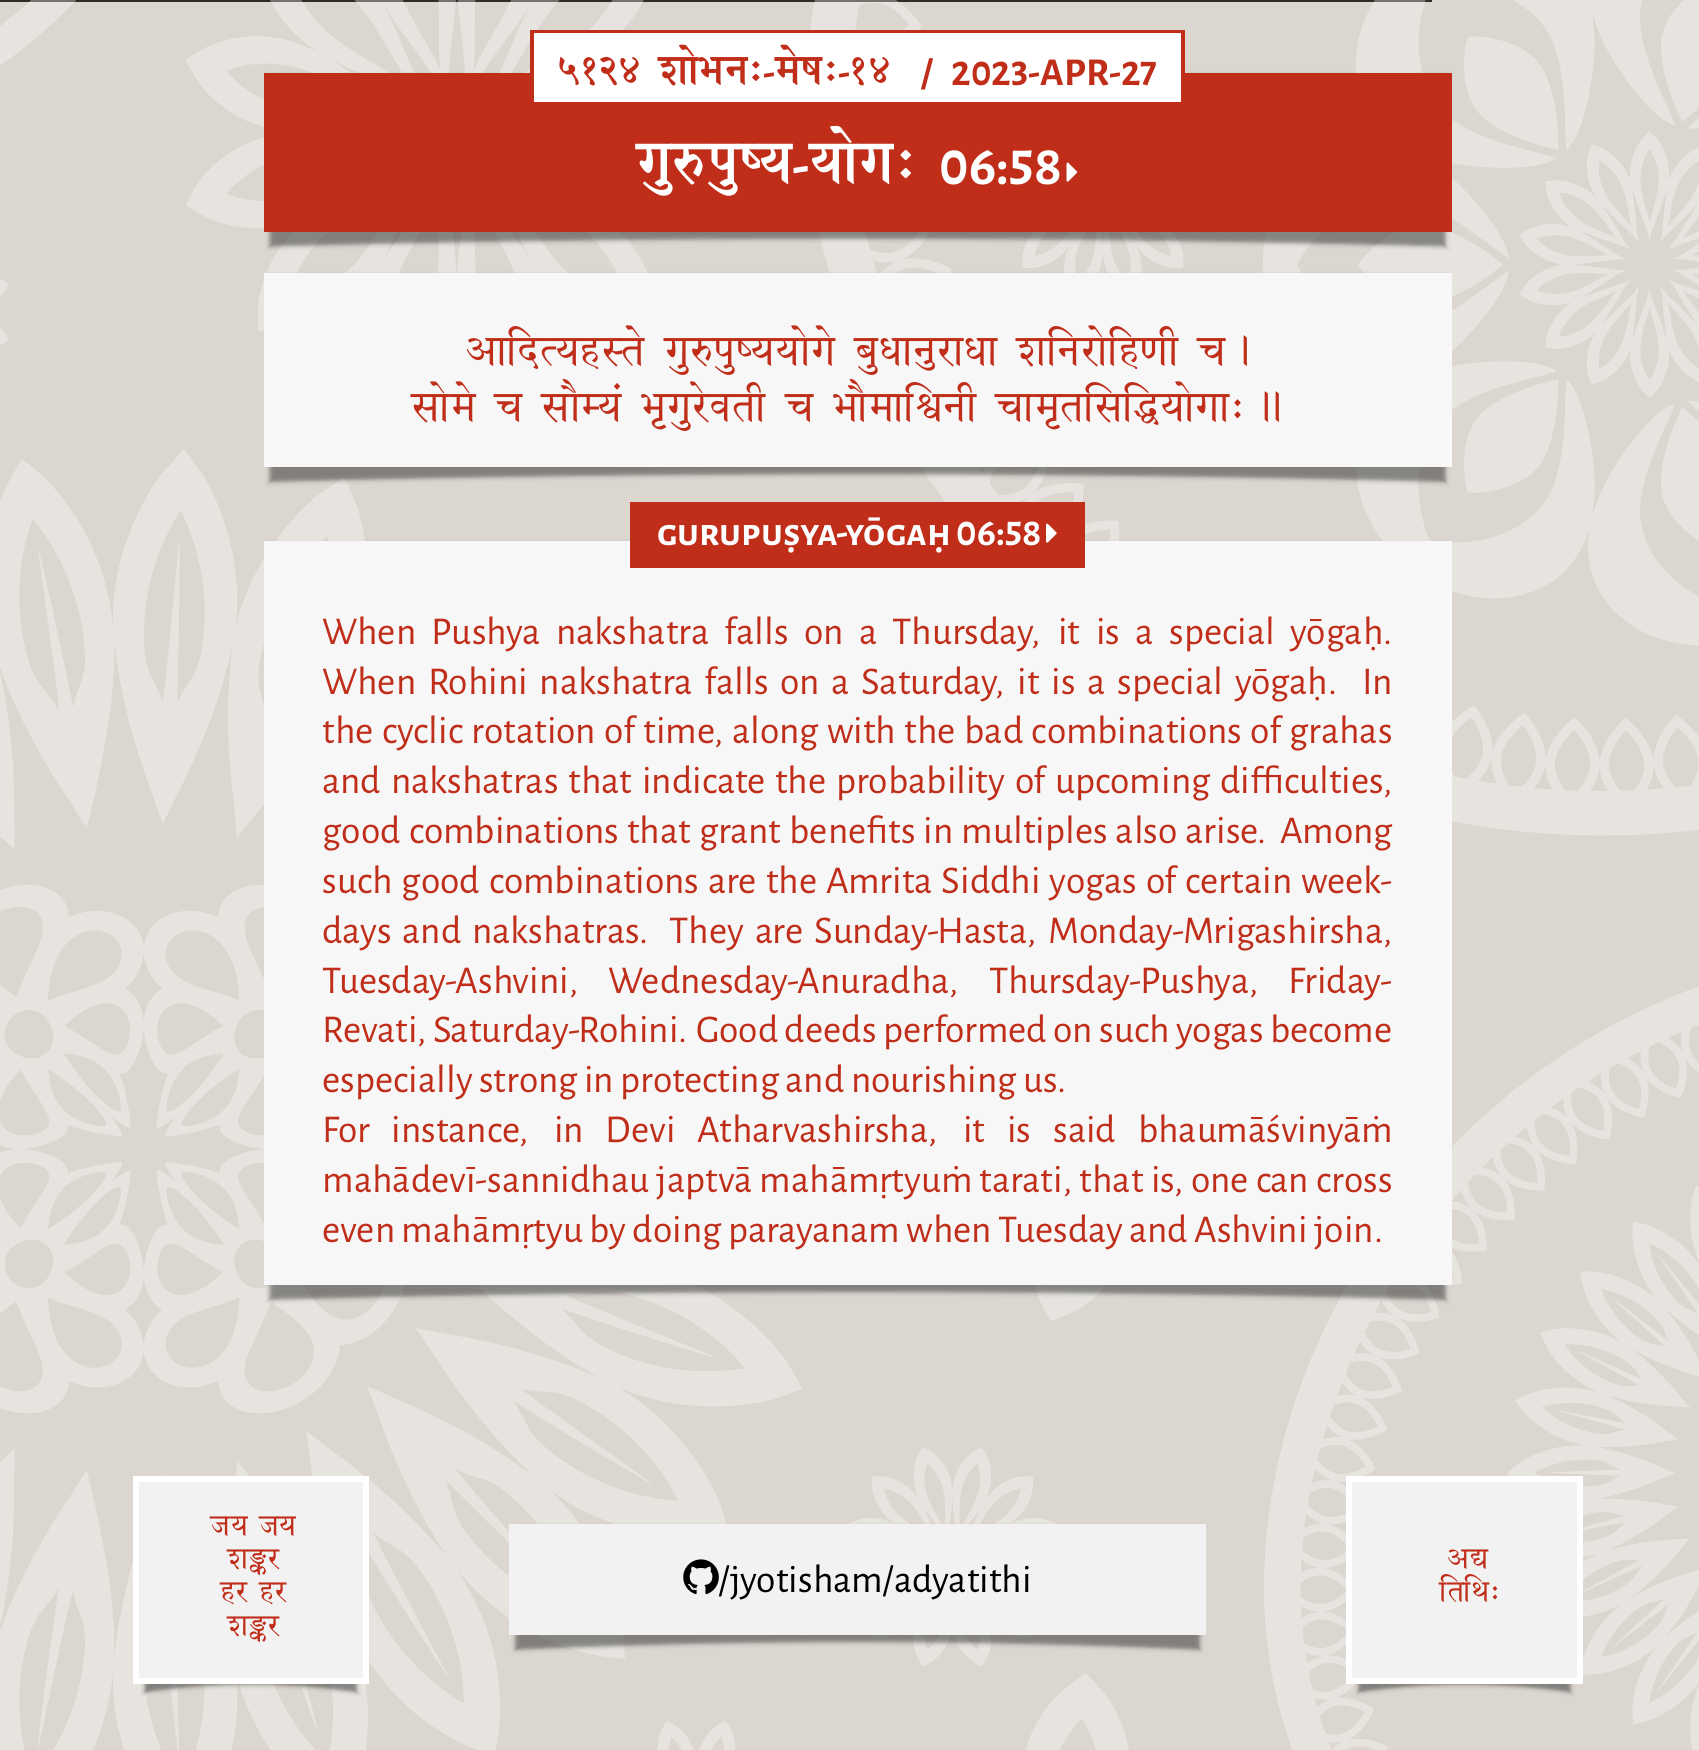 ५१२४ शोभनः-मेषः-१४ / 2023-APR-27
गुरुपुष्य-योगः 06:58
आदित्यहस्ते गुरुपुष्ययोगे बुधानुराधा शनिरोहिणी च।
सोमे च सौम्यं भृगुरेवती च भौमाश्विनी चामृतसिद्धियोगाः॥
GURUPUṢYA-YŌGAḤ 06:58
When Pushya nakshatra falls on a Thursday, it is a special yōgaḥ.
When Rohini nakshatra falls on a Saturday, it is a special yōgaḥ. In
the cyclic rotation of time, along with the bad combinations of grahas
and nakshatras that indicate the probability of upcoming difficulties,
good combinations that grant benefits in multiples also arise. Among
such good combinations are the Amrita Siddhi yogas of certain week-
days and nakshatras. They are Sunday-Hasta, Monday-Mrigashirsha,
Tuesday-Ashvini, Wednesday-Anuradha, Thursday-Pushya, Friday-
Revati, Saturday-Rohini. Good deeds performed on such yogas become
especially strong in protecting and nourishing us.
For instance, in Devi Atharvashirsha, it is said bhaumāśvinyāṁ
mahādevī-sannidhau japtvā mahāmṛtyuṁ tarati, that is, one can cross
even mahāmṛtyu by doing parayanam when Tuesday and Ashvini join.
जय जय
शङ्कर
हर हर
शङ्कर
/jyotisham/adyatithi
अद्य
तिथिः